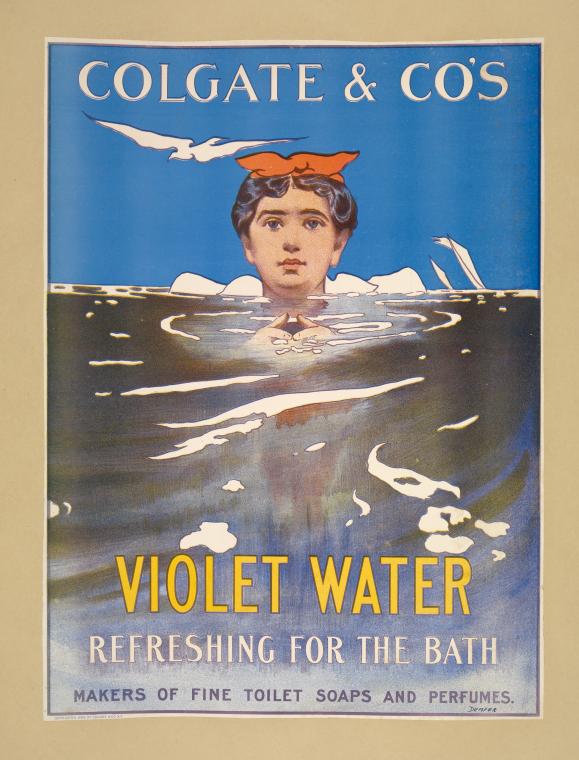 COLGATE & CO'S
VIOLET WATER
REFRESHING FOR THE BATH
MAKERS OF FINE TOILET SOAPS AND PERFUMES.